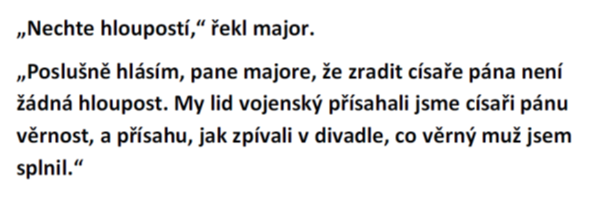 „Nechte hloupostí,“ řekl major.
„Poslušně hlásím, pane majore, že zradit císaře pána není
žádná hloupost. My lid vojenský přísahali jsme císaři pánu
věrnost, a přísahu, jak zpívali v divadle, co věrný muž jsem
splnil.“